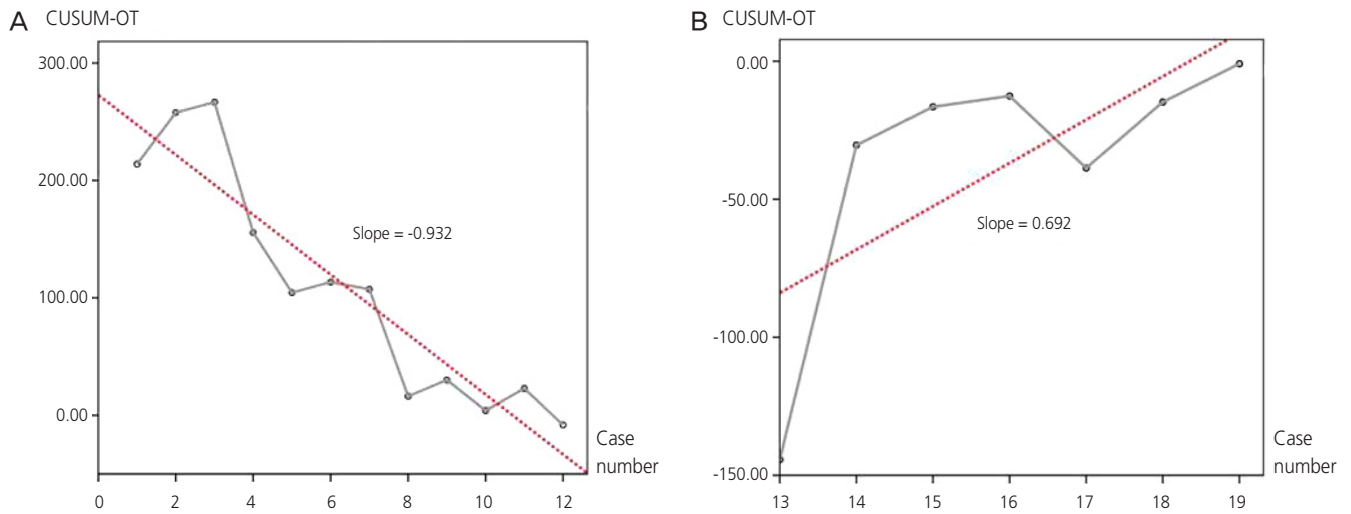 A CUSUM-OT
300.00
200.00
100.00
0.00
Slope = -0.932
Case
number
0 2 4 6 8 10 12
B CUSUM-OT
0.00
-50.00
-100.00
-150.00
Slope = 0.692
Case
number
13 14 15 16 17 18 19